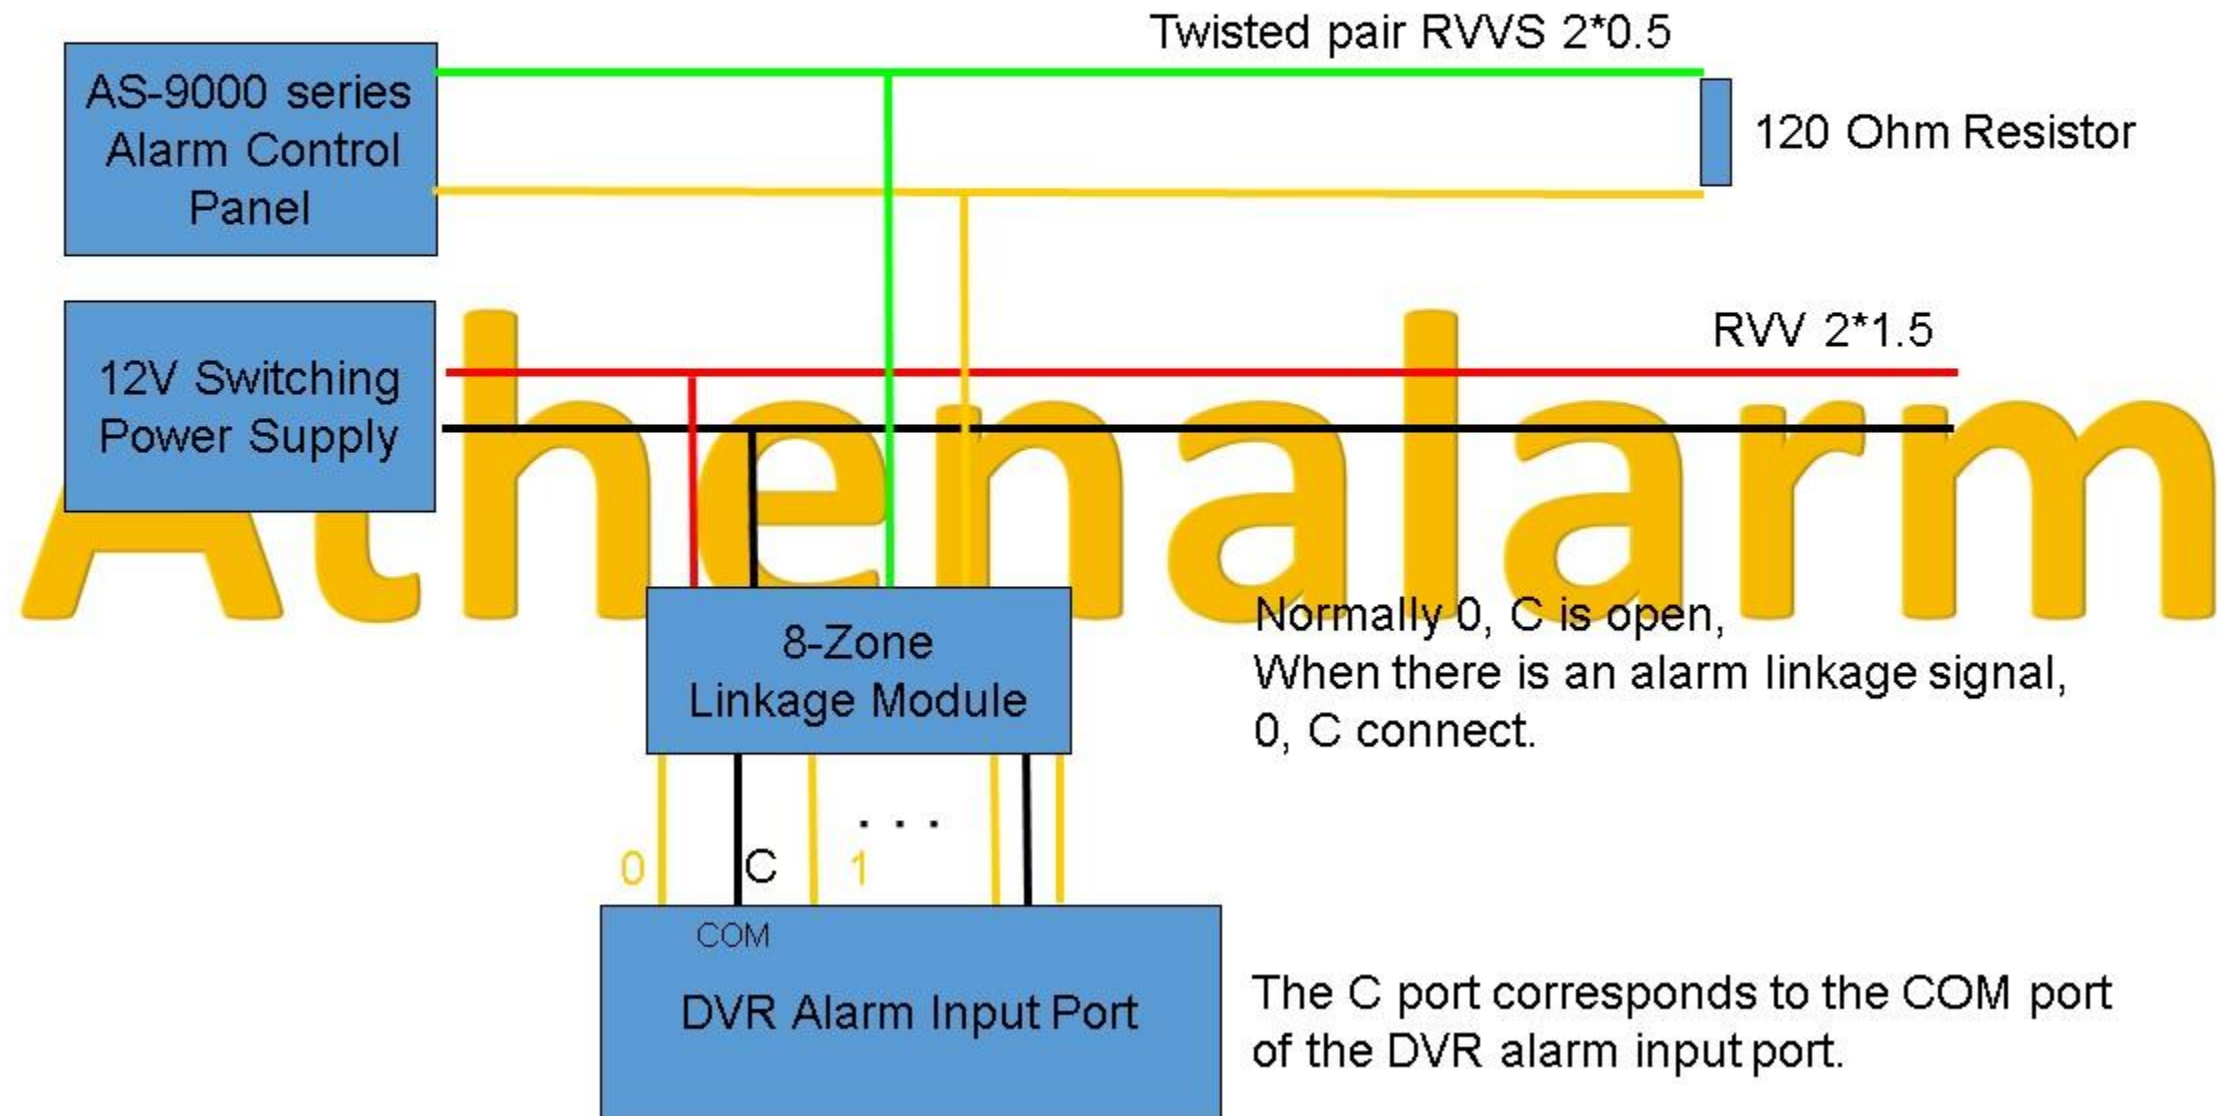 Twisted pair RVVS 2*0.5
AS-9000 series
Alarm Control
Panel
120 Ohm Resistor
RVV 2*1.5
12V Switching
Power Supply
Athenalarm
8-Zone
Linkage Module
Normally 0, C is open,
When there is an alarm linkage signal,
0, C connect.
. . .
0 C 1
COM
DVR Alarm Input Port
The C port corresponds to the COM port
of the DVR alarm input port.